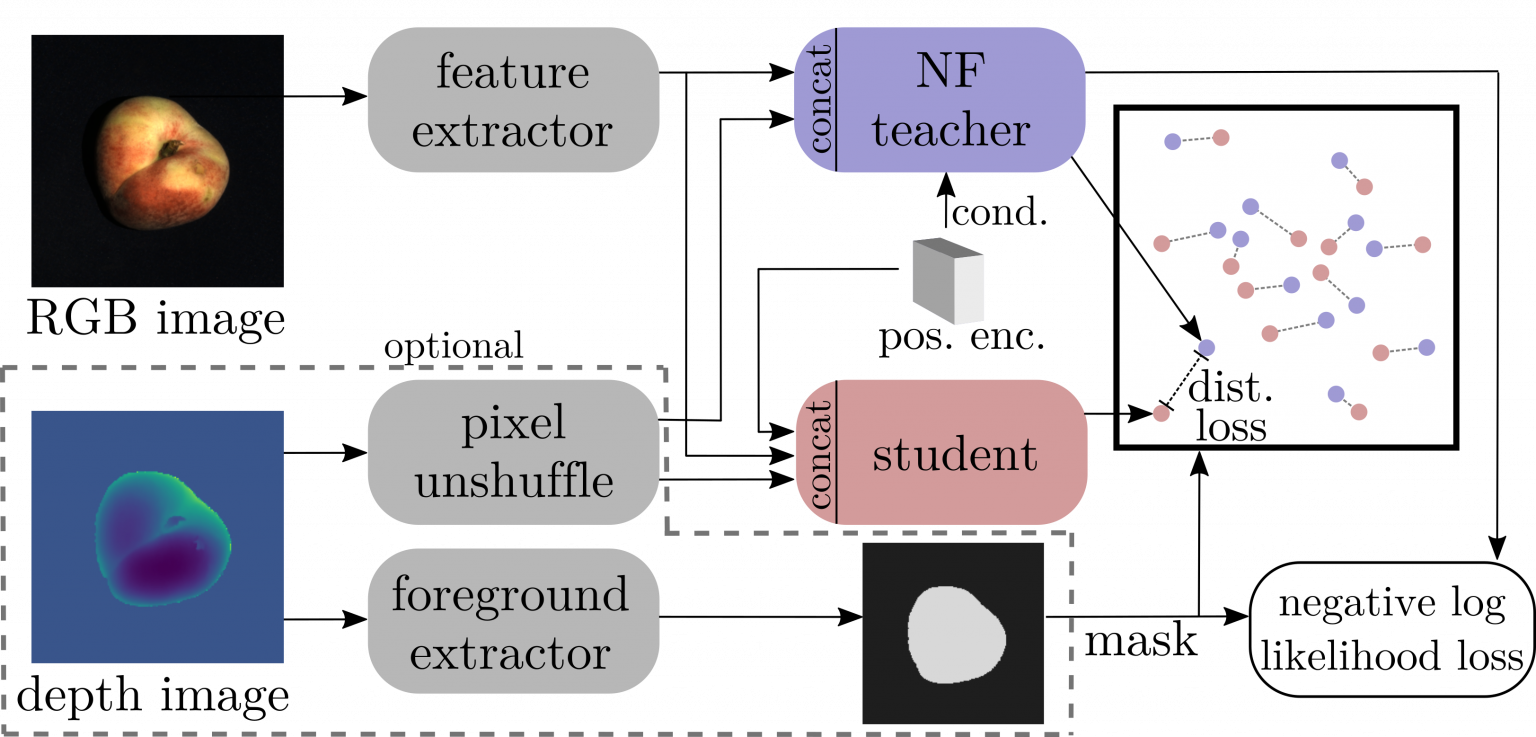 feature
extractor
concat
NF
teacher
cond.
RGB image
pos. enc.
optional
pixel
unshuffle
concat
student
dist.
loss
depth image
foreground
extractor
mask
negative log
likelihood loss